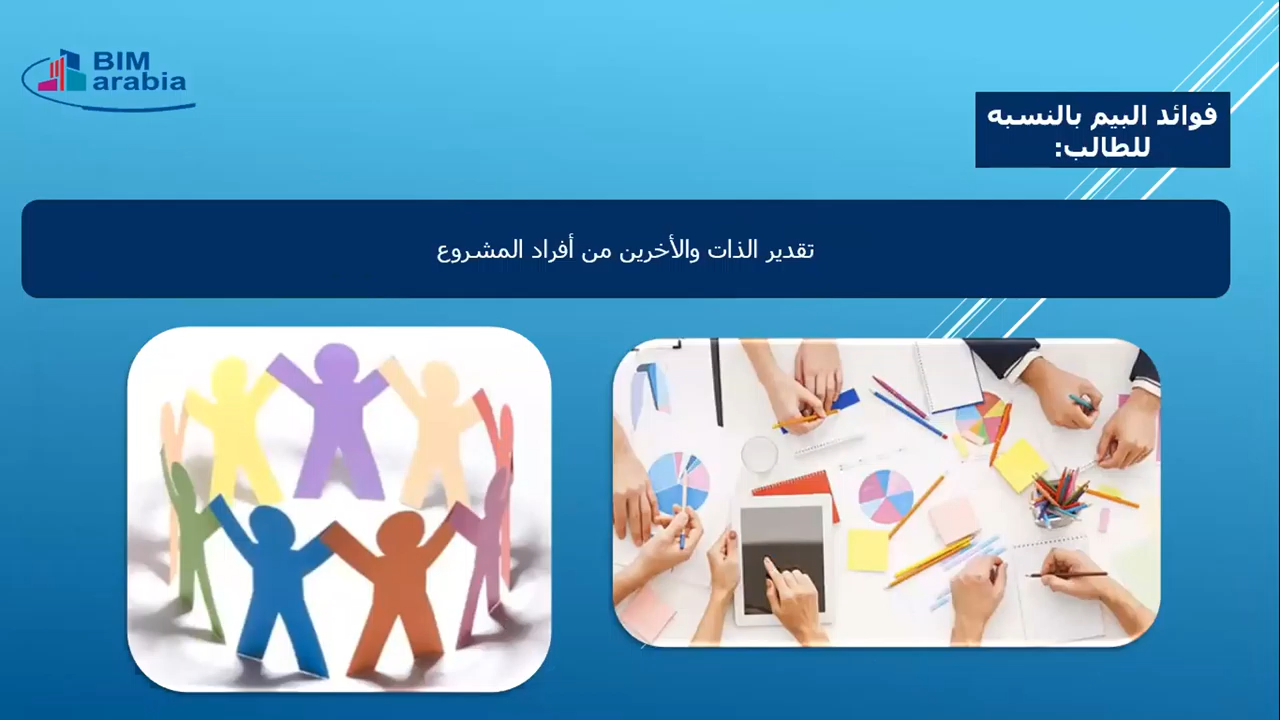 BIM
arabia
فوائد البيم بالنسبه
للطالب:
تقدير الذات والأخرين من أفراد المشروع